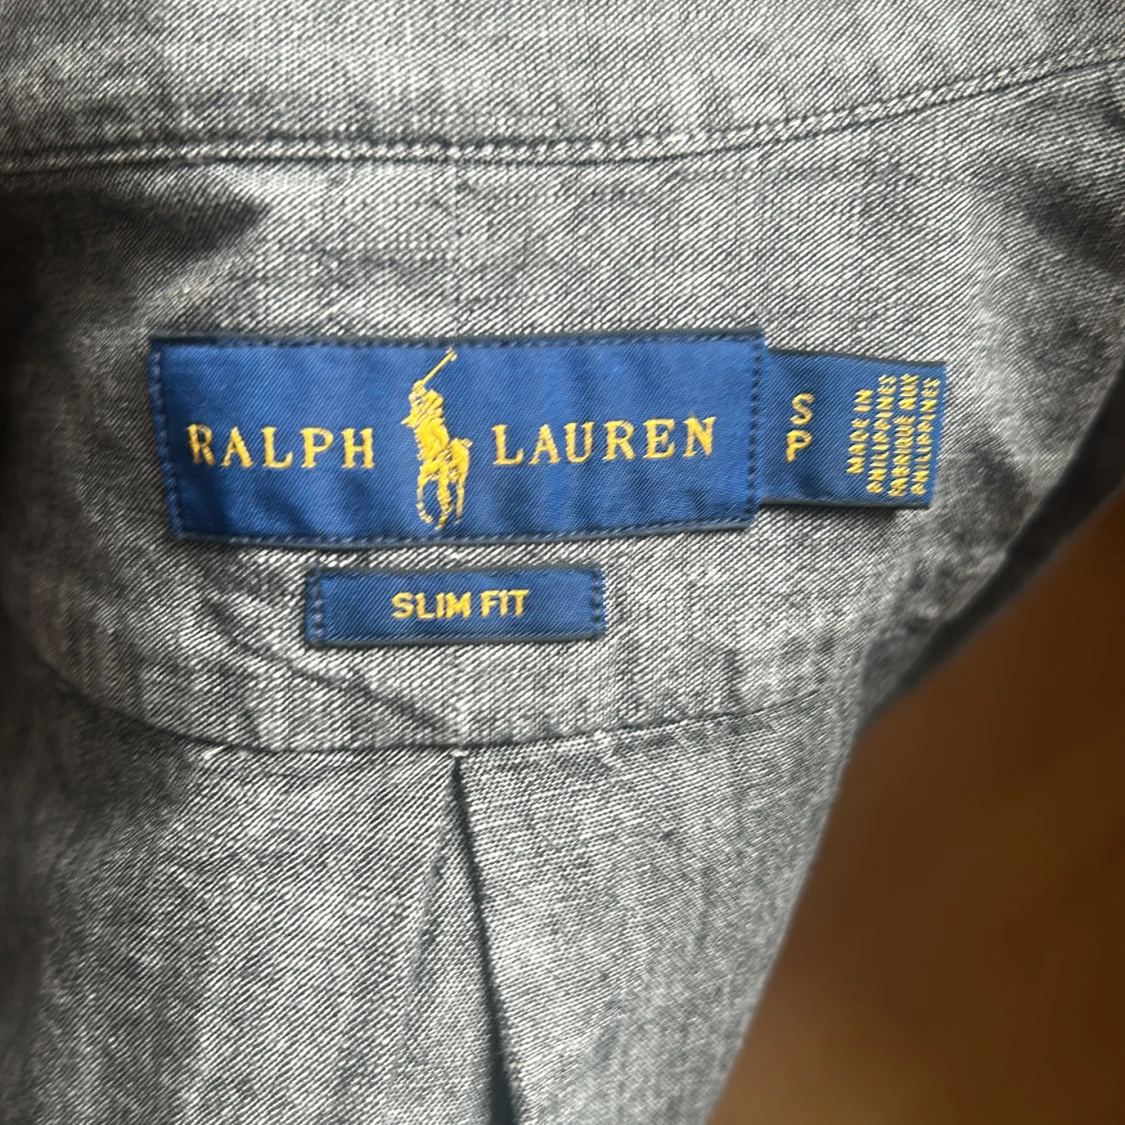 RALPH LAUREN
S
P
MADE IN
PHILIPPINES
FABRIQUÉ AUX
PHILIPPINES
SLIM FIT